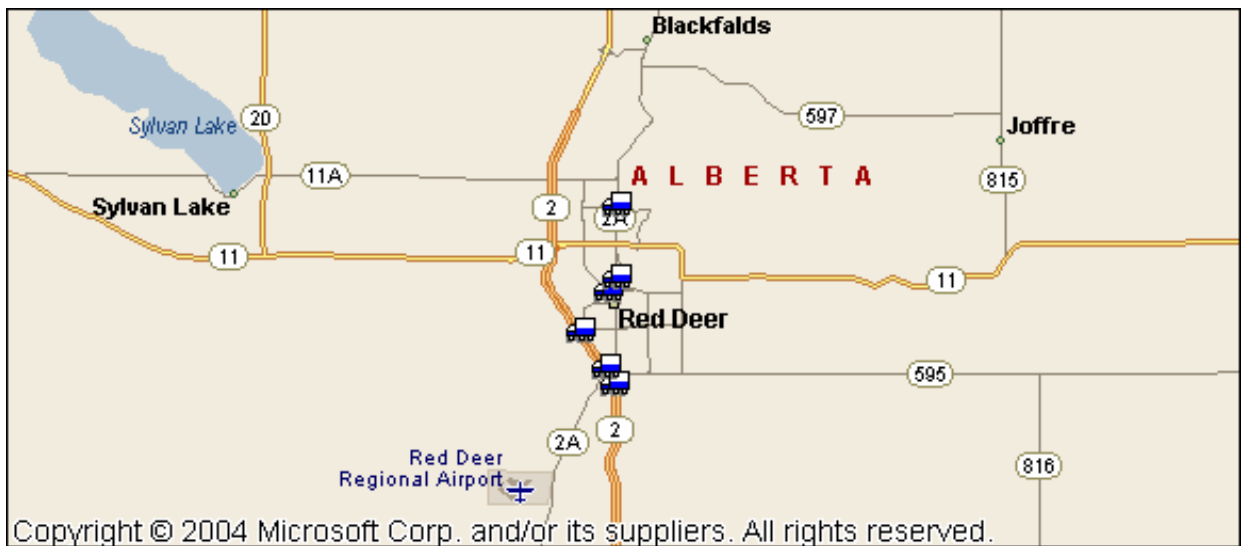 Blackfalds
20
Sylvan Lake
597
Joffre
11A
ALBERTA
815
Sylvan Lake
2
2A
11
11
11
Red Deer
595
2
2A
Red Deer
Regional Airport
816
Copyright © 2004 Microsoft Corp. and/or its suppliers. All rights reserved.